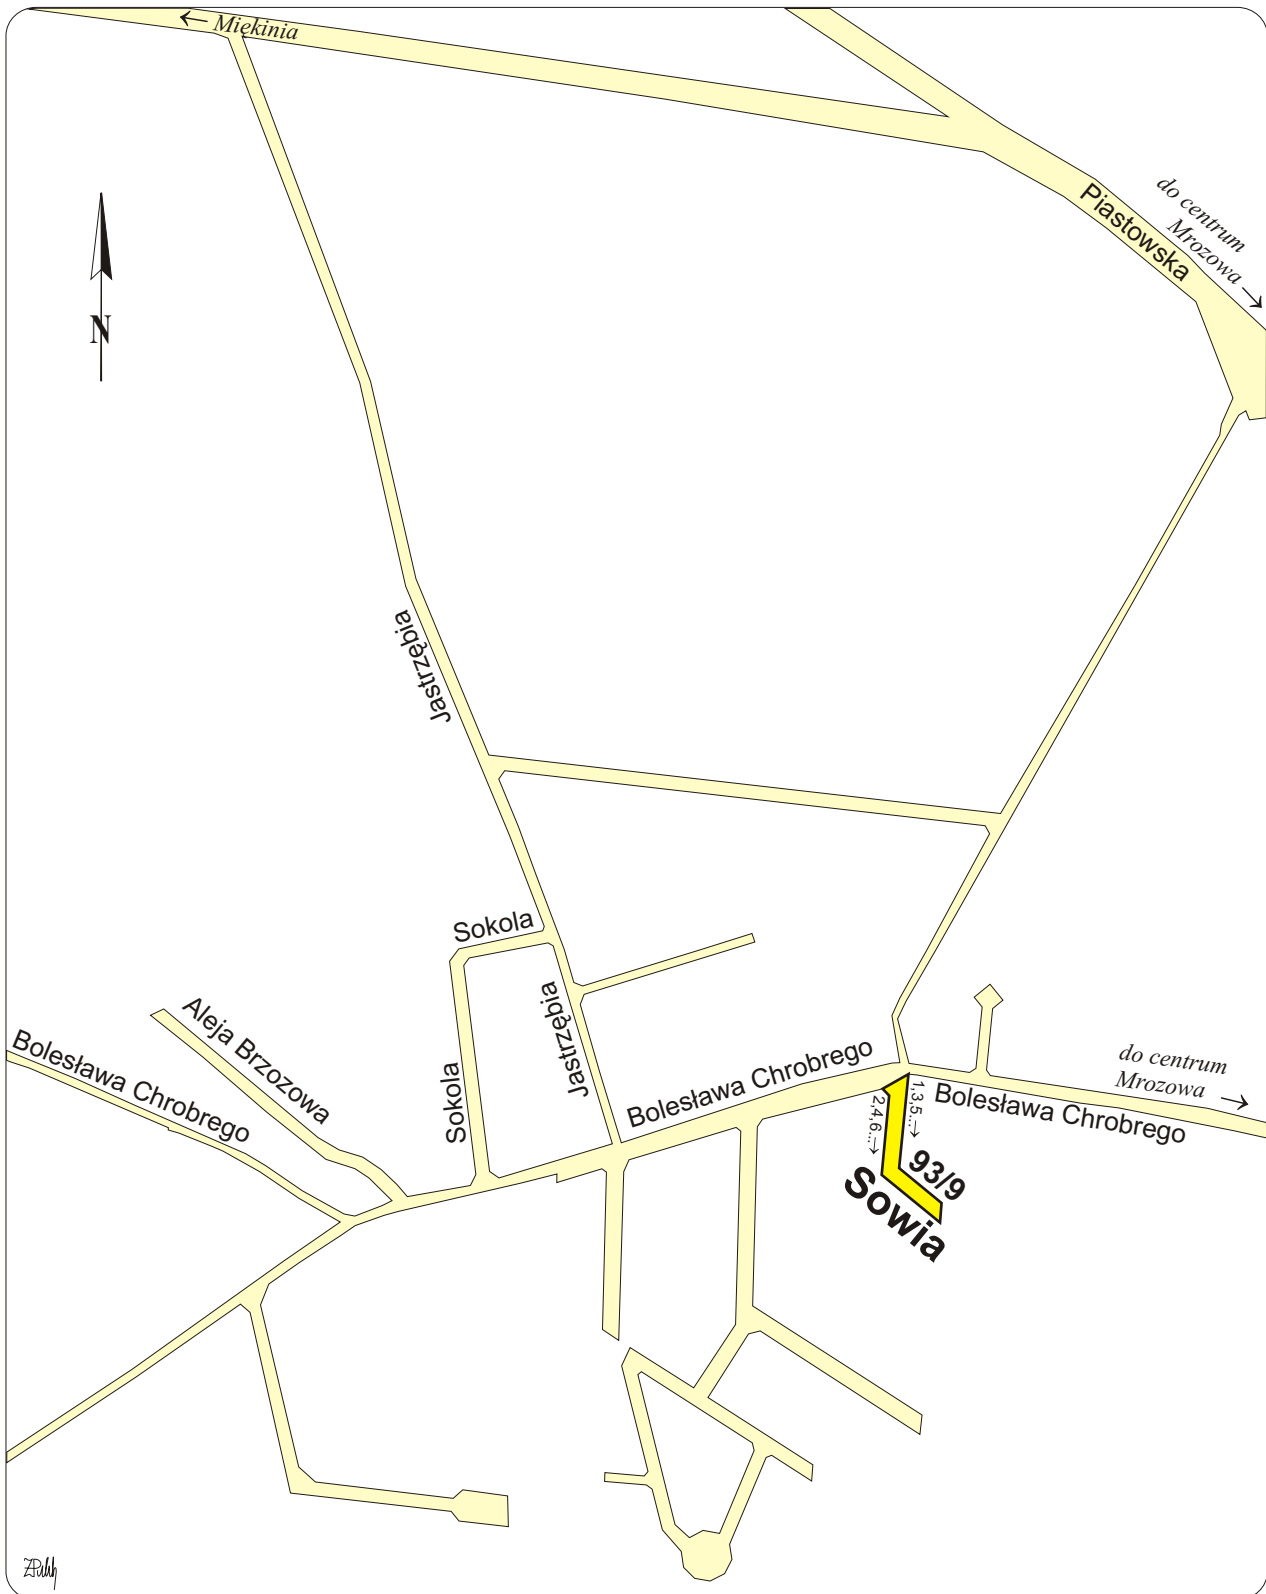 ← Miękinia
do centrum
Mrozowa →
Piastowska
N
Jastrzębia
Sokola
Jastrzębia
Aleja Brzozowa
Bolesława Chrobrego
Sokola
Bolesława Chrobrego
do centrum
Mrozowa →
Bolesława Chrobrego
1,3,5...→
2,4,6...→
93/9
Sowia